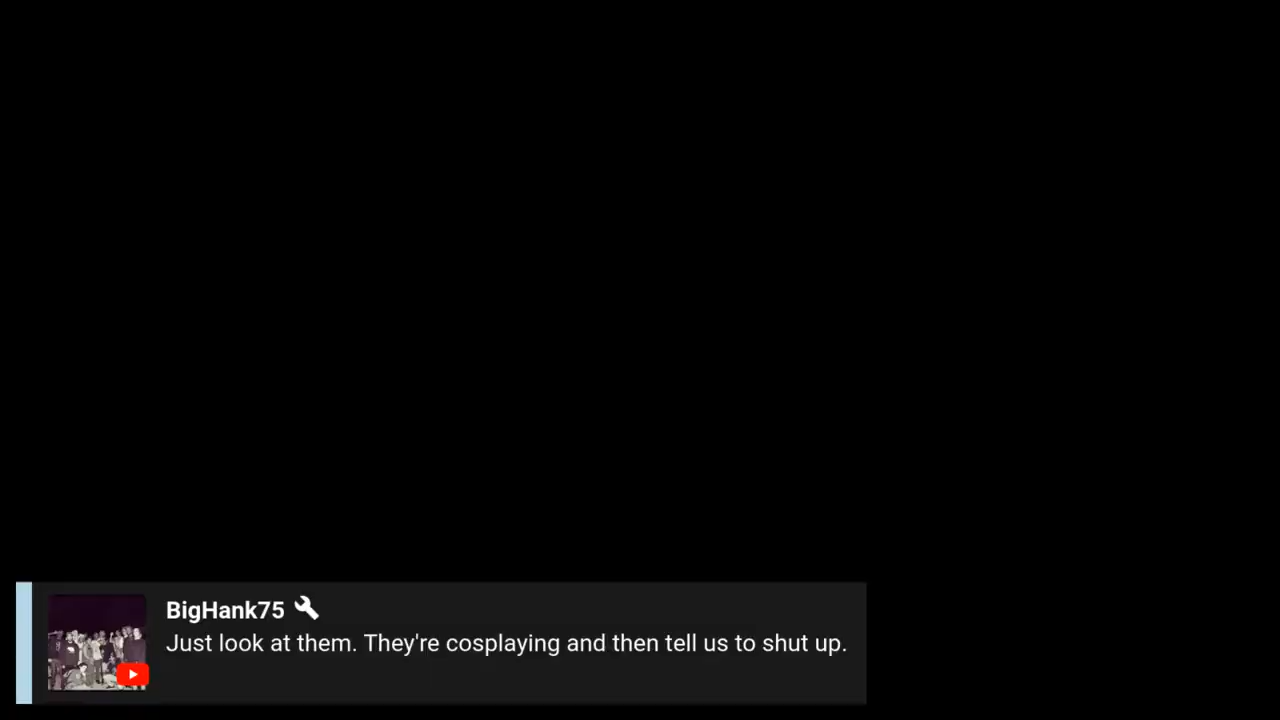 BigHank75
Just look at them. They're cosplaying and then tell us to shut up.